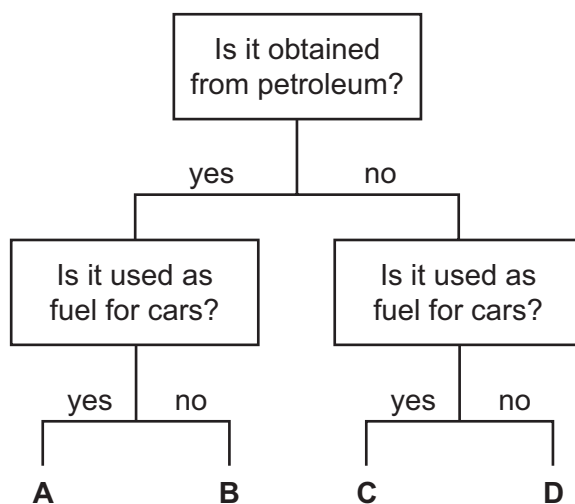 Is it obtained
from petroleum?
yes no
Is it used as
fuel for cars?
Is it used as
fuel for cars?
yes no
yes no
A B C D